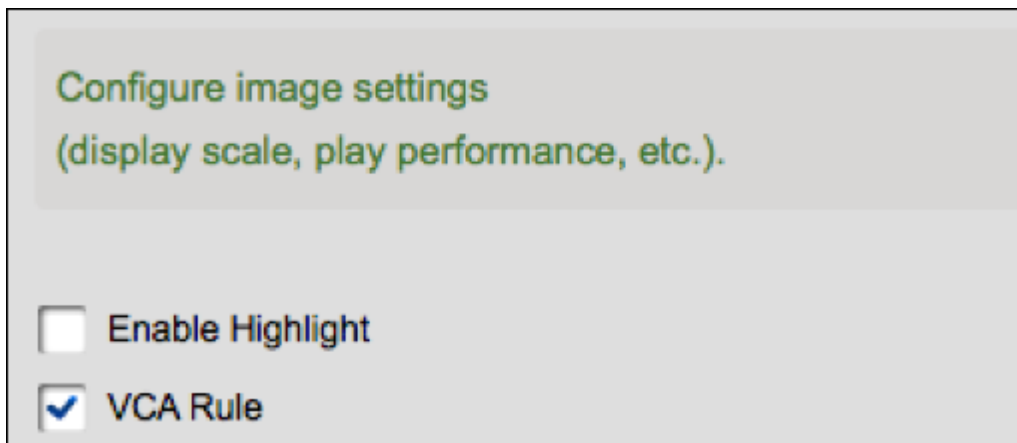 Configure image settings
(display scale, play performance, etc.).
Enable Highlight
VCA Rule